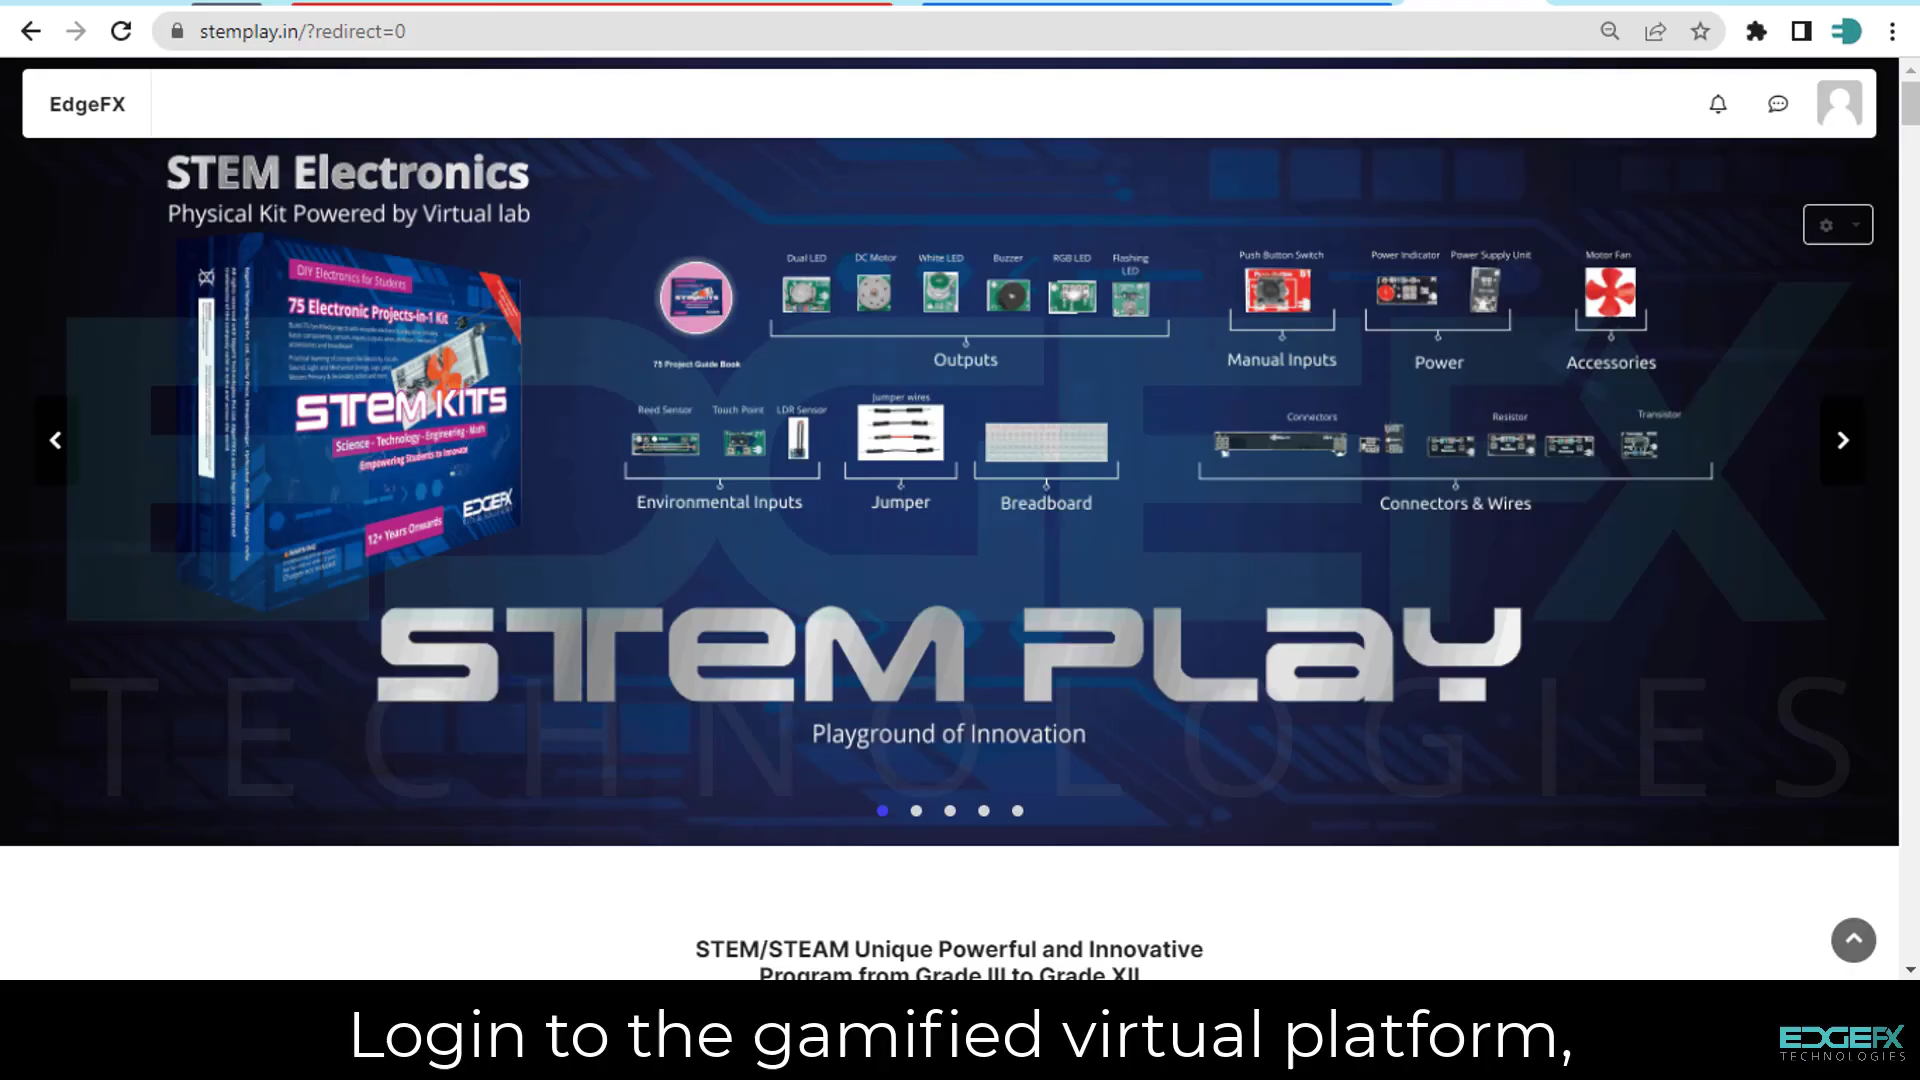 stemplay.in/?redirect=0
EdgeFX
STEM Electronics
Physical Kit Powered by Virtual lab
DIY Electronics for Students
75 Electronic Projects-in-1 Kit
STEM KITS
Science - Technology - Engineering - Math
Empowering Students to Innovate
EDGEFX
12+ Years Onwards
75 Project Guide Book
Dual LED
DC Motor
White LED
Buzzer
RGB LED
Flashing
LED
Outputs
Push Button Switch
Manual Inputs
Power Indicator
Power Supply Unit
Power
Motor Fan
Accessories
Reed Sensor
Touch Point
LDR Sensor
Environmental Inputs
Jumper wires
Jumper
Breadboard
Connectors
Resistor
Transistor
Connectors & Wires
STEM PLAY
Playground of Innovation
EDGEFX
TECHNOLOGIES
STEM/STEAM Unique Powerful and Innovative
Program from Grade III to Grade XII
Login to the gamified virtual platform,
EDGEFX
TECHNOLOGIES